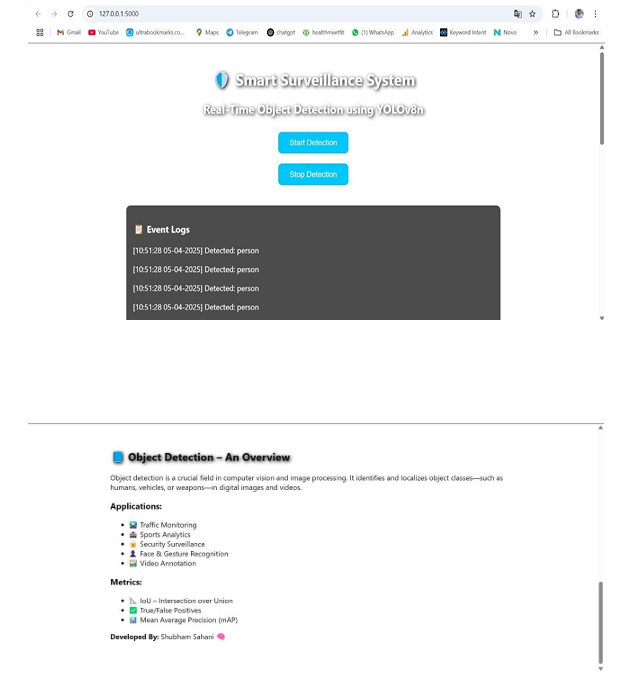 127.0.0.1:5000
Gmail YouTube ultrabookmarks.co... Maps Telegram chatgpt healthmeetfit (1) WhatsApp Analytics Keyword Intent Novo » All Bookmarks
Smart Surveillance System
Real-Time Object Detection using YOLOv8n
Start Detection
Stop Detection
Event Logs
[10:51:28 05-04-2025] Detected: person
[10:51:28 05-04-2025] Detected: person
[10:51:28 05-04-2025] Detected: person
[10:51:28 05-04-2025] Detected: person
Object Detection – An Overview
Object detection is a crucial field in computer vision and image processing. It identifies and localizes object classes—such as
humans, vehicles, or weapons—in digital images and videos.
Applications:
• Traffic Monitoring
• Sports Analytics
• Security Surveillance
• Face & Gesture Recognition
• Video Annotation
Metrics:
• IoU – Intersection over Union
• True/False Positives
• Mean Average Precision (mAP)
Developed By: Shubham Sahani